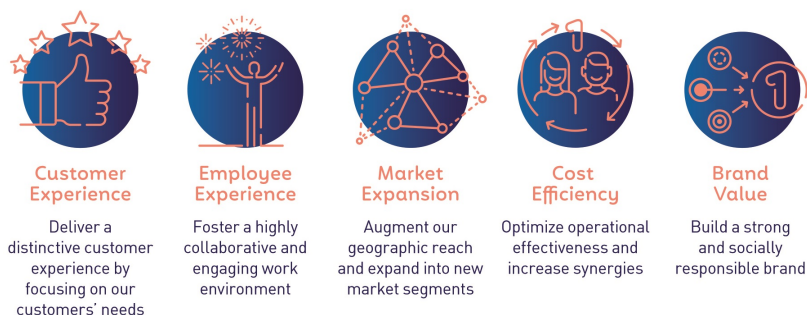 1
1
Customer
Experience
Deliver a
distinctive customer
experience by
focusing on our
customers’ needs
Employee
Experience
Foster a highly
collaborative and
engaging work
environment
Market
Expansion
Augment our
geographic reach
and expand into new
market segments
Cost
Efficiency
Optimize operational
effectiveness and
increase synergies
Brand
Value
Build a strong
and socially
responsible brand